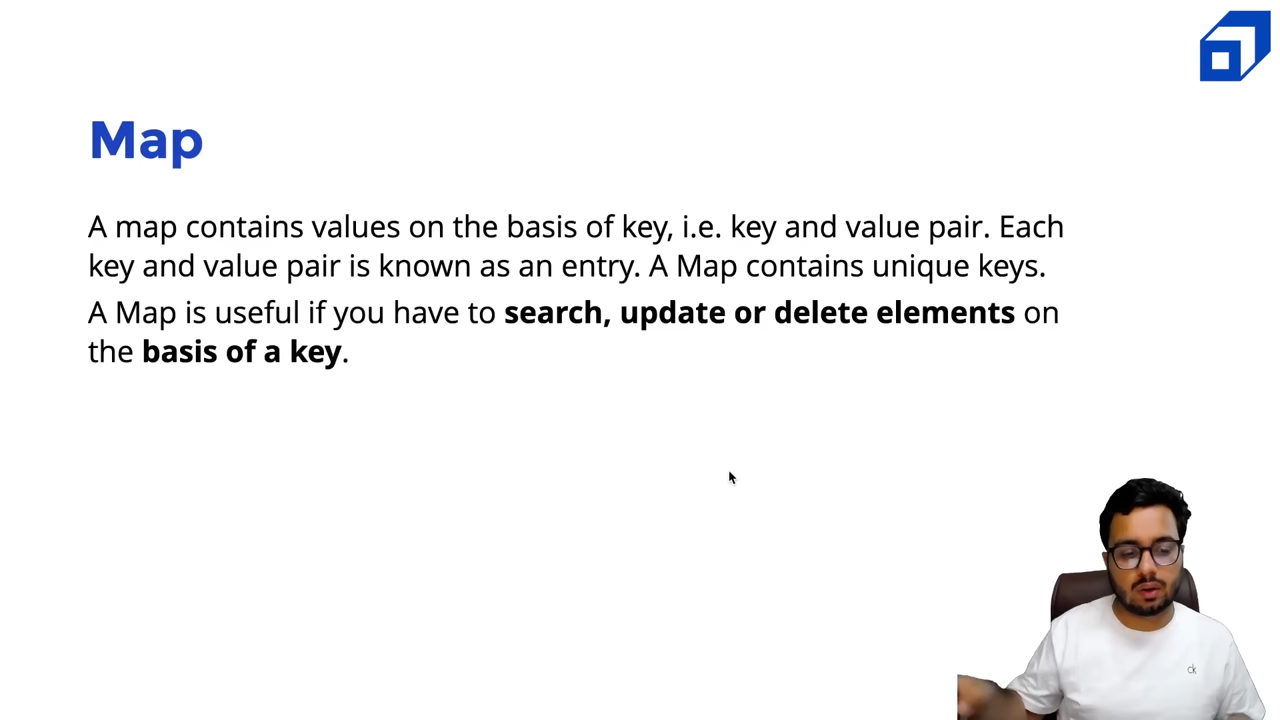 Map
A map contains values on the basis of key, i.e. key and value pair. Each
key and value pair is known as an entry. A Map contains unique keys.
A Map is useful if you have to search, update or delete elements on
the basis of a key.
ck